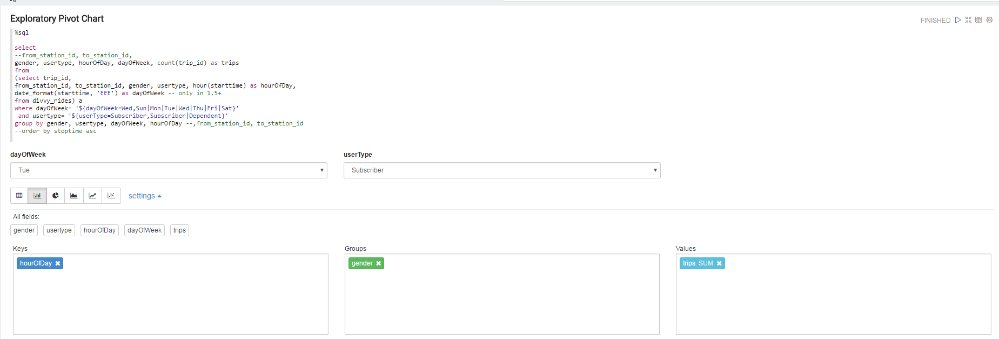 Exploratory Pivot Chart
FINISHED
%sql
select
--from_station_id, to_station_id,
gender, usertype, hourOfDay, dayOfWeek, count(trip_id) as trips
from
(select trip_id,
from_station_id, to_station_id, gender, usertype, hour(starttime) as hourOfDay,
date_format(starttime, 'EEE') as dayOfWeek -- only in 1.5+
from divvy_rides) a
where dayOfWeek= '${dayOfWeek=Wed,Sun|Mon|Tue|Wed|Thu|Fri|Sat}'
 and usertype= '${userType=Subscriber,Subscriber|Dependent}'
group by gender, usertype, dayOfWeek, hourOfDay --,from_station_id, to_station_id
--order by stoptime asc
dayOfWeek userType
Tue Subscriber
settings
All fields:
gender usertype hourOfDay dayOfWeek trips
Keys Groups Values
hourOfDay gender trips SUM